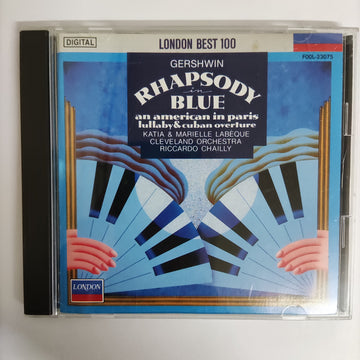 DIGITAL
LONDON BEST 100
FOOL-23075
GERSHWIN
RHAPSODY
in
BLUE
an american in paris
lullaby & cuban overture
KATIA & MARIELLE LABÈQUE
CLEVELAND ORCHESTRA
RICCARDO CHAILLY
LONDON